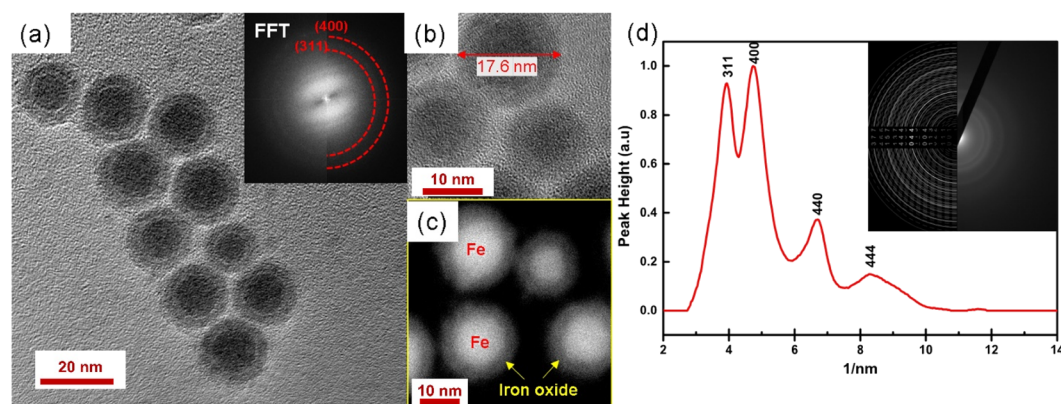 (a)
FFT
(400)
(311)
20 nm
(b)
17.6 nm
10 nm
(c)
Fe
Fe
Iron oxide
10 nm
(d)
Peak Height (a.u)
1.0
0.8
0.6
0.4
0.2
0.0
311
400
440
444
2 4 6 8 10 12 14
1/nm